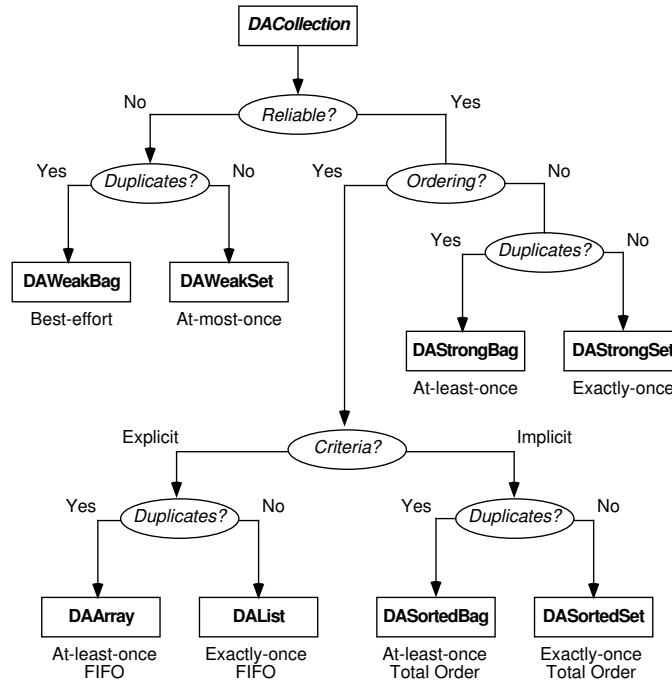 DACollection
No
Reliable?
Yes
Yes
Duplicates?
No
Yes
Ordering?
No
DAWeakBag
DAWeakSet
Yes
Duplicates?
No
Best-effort
At-most-once
DAStrongBag
DAStrongSet
At-least-once
Exactly-once
Explicit
Criteria?
Implicit
Yes
Duplicates?
No
Yes
Duplicates?
No
DAArray
DAList
DASortedBag
DASortedSet
At-least-once
FIFO
Exactly-once
FIFO
At-least-once
Total Order
Exactly-once
Total Order